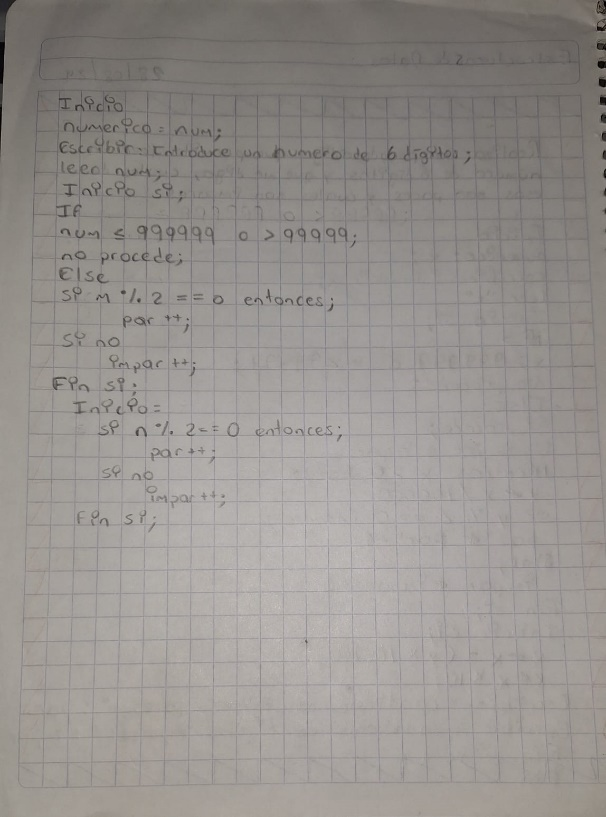 Inicio
numerico = num;
Escribir: Introduce un numero de 6 digitos;
leer num;
Inicio si;
If
num ≤ 999999 o > 99999;
no procede;
Else
si n % 2 == 0 entonces;
par ++;
si no
impar ++;
Fin si;
Inicio =
si n % 2 == 0 entonces;
par ++;
si no
impar ++;
Fin si;